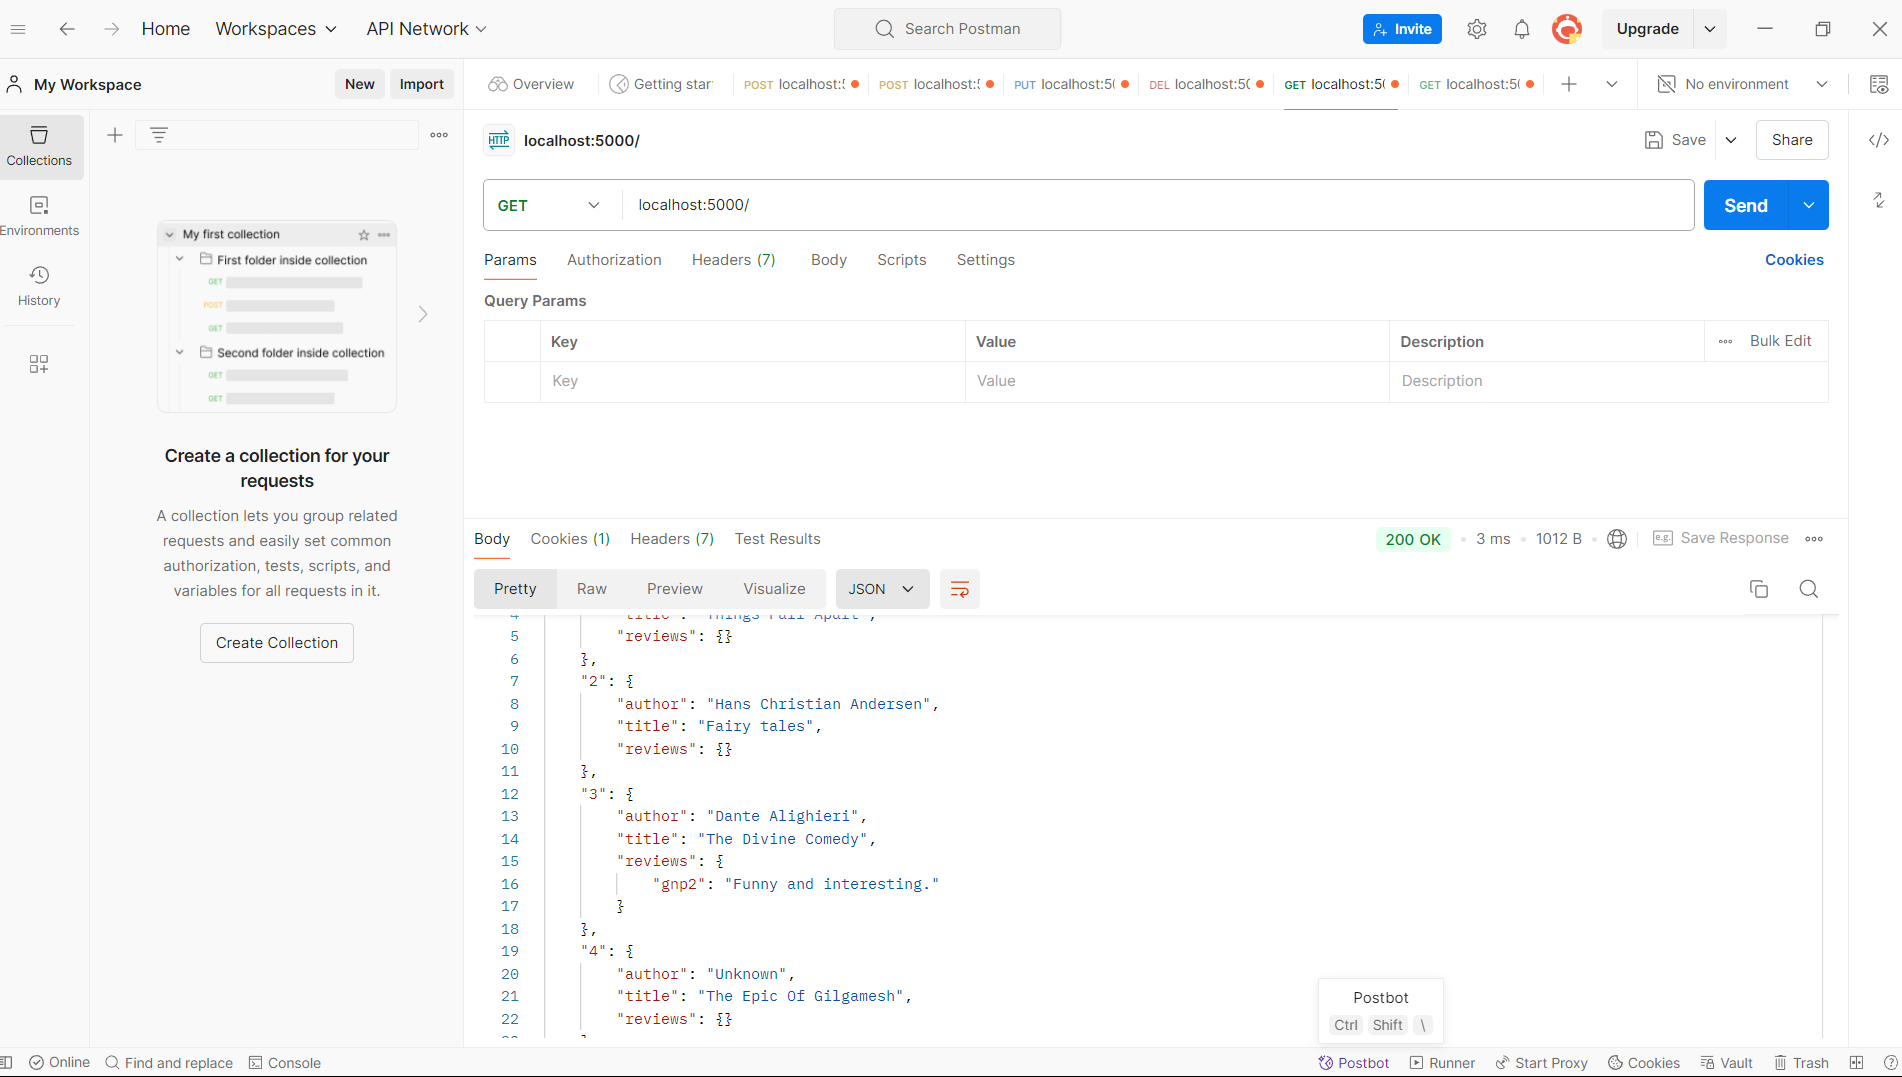 Home Workspaces API Network Search Postman Invite Upgrade
My Workspace New Import Overview Getting star POST localhost:5 POST localhost:5 PUT localhost:50 DEL localhost:50 GET localhost:50 GET localhost:50 No environment
Collections
Environments
History
My first collection
First folder inside collection
GET
POST
GET
Second folder inside collection
GET
GET
Create a collection for your
requests
A collection lets you group related
requests and easily set common
authorization, tests, scripts, and
variables for all requests in it.
Create Collection
HTTP localhost:5000/ Save Share
GET localhost:5000/ Send
Params Authorization Headers (7) Body Scripts Settings Cookies
Query Params
Key Value Description Bulk Edit
Key Value Description
Body Cookies (1) Headers (7) Test Results 200 OK 3 ms 1012 B e.g. Save Response
Pretty Raw Preview Visualize JSON
4 "title": "Things Fall Apart",
5 "reviews": {}
6 },
7 "2": {
8 "author": "Hans Christian Andersen",
9 "title": "Fairy tales",
10 "reviews": {}
11 },
12 "3": {
13 "author": "Dante Alighieri",
14 "title": "The Divine Comedy",
15 "reviews": {
16 "gnp2": "Funny and interesting."
17 }
18 },
19 "4": {
20 "author": "Unknown",
21 "title": "The Epic Of Gilgamesh",
22 "reviews": {}
Postbot
Ctrl Shift \
Online Find and replace Console Postbot Runner Start Proxy Cookies Vault Trash